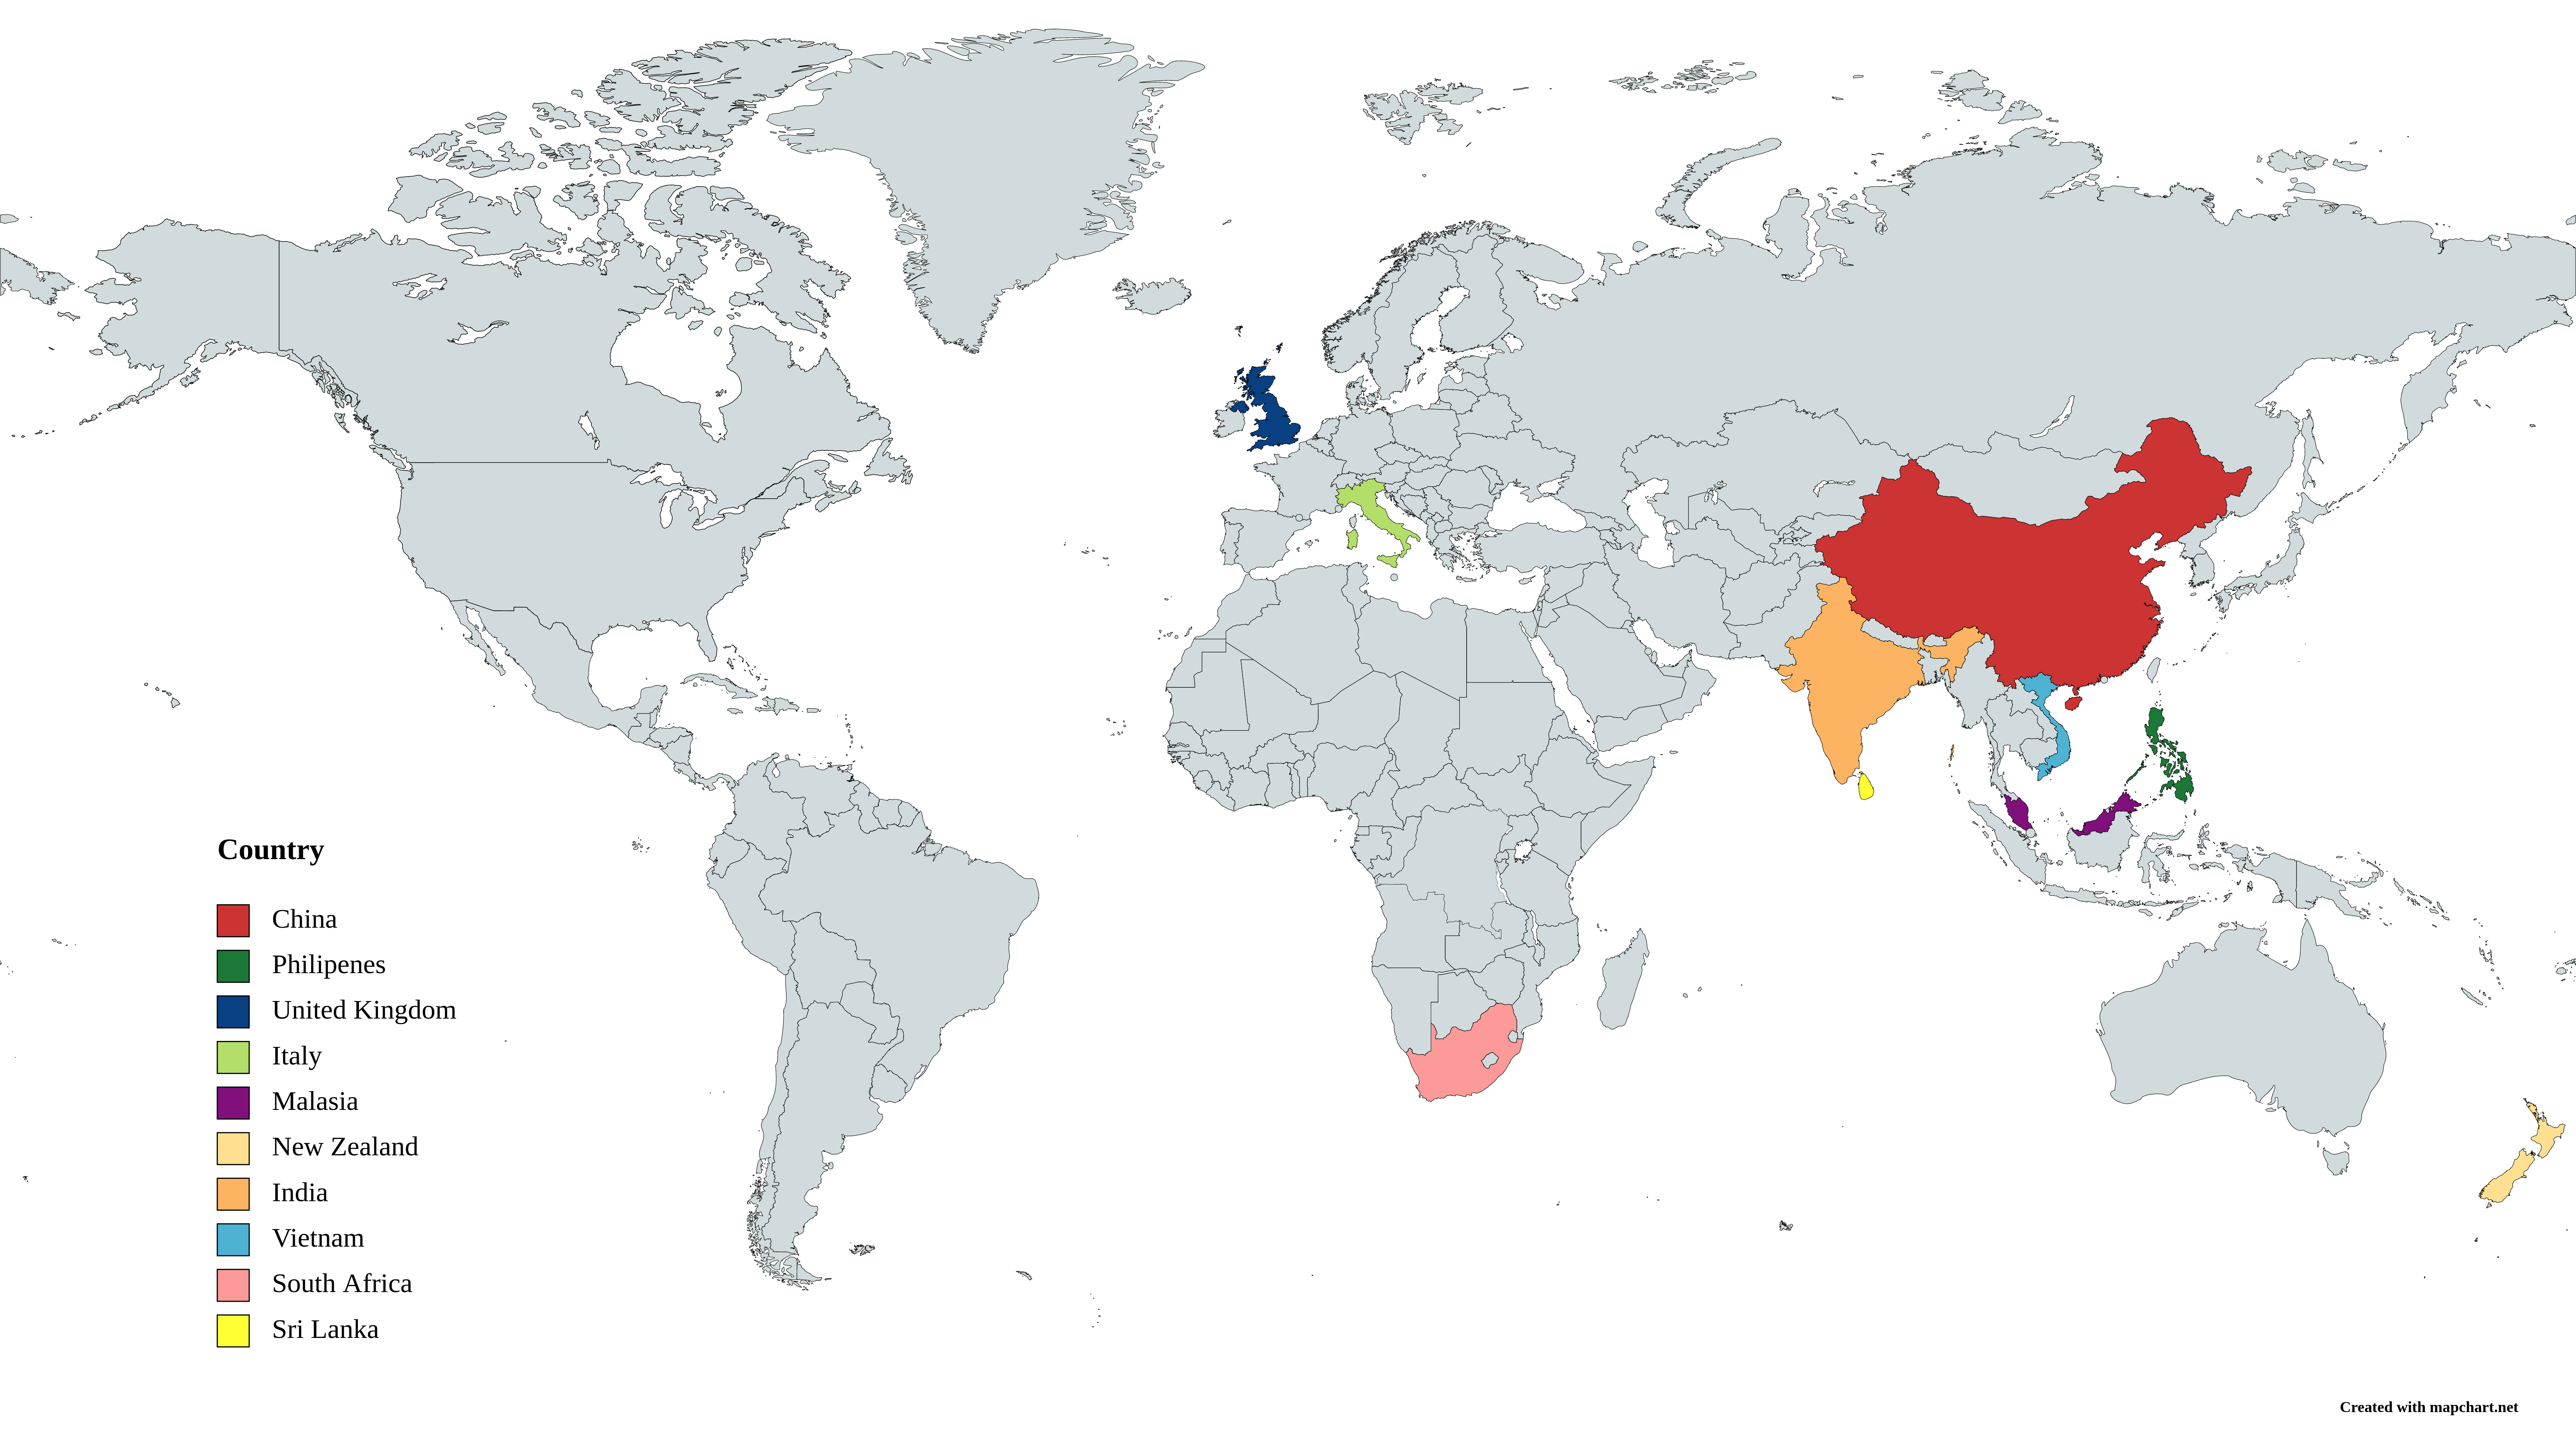 Country
China
Philipenes
United Kingdom
Italy
Malasia
New Zealand
India
Vietnam
South Africa
Sri Lanka
Created with mapchart.net